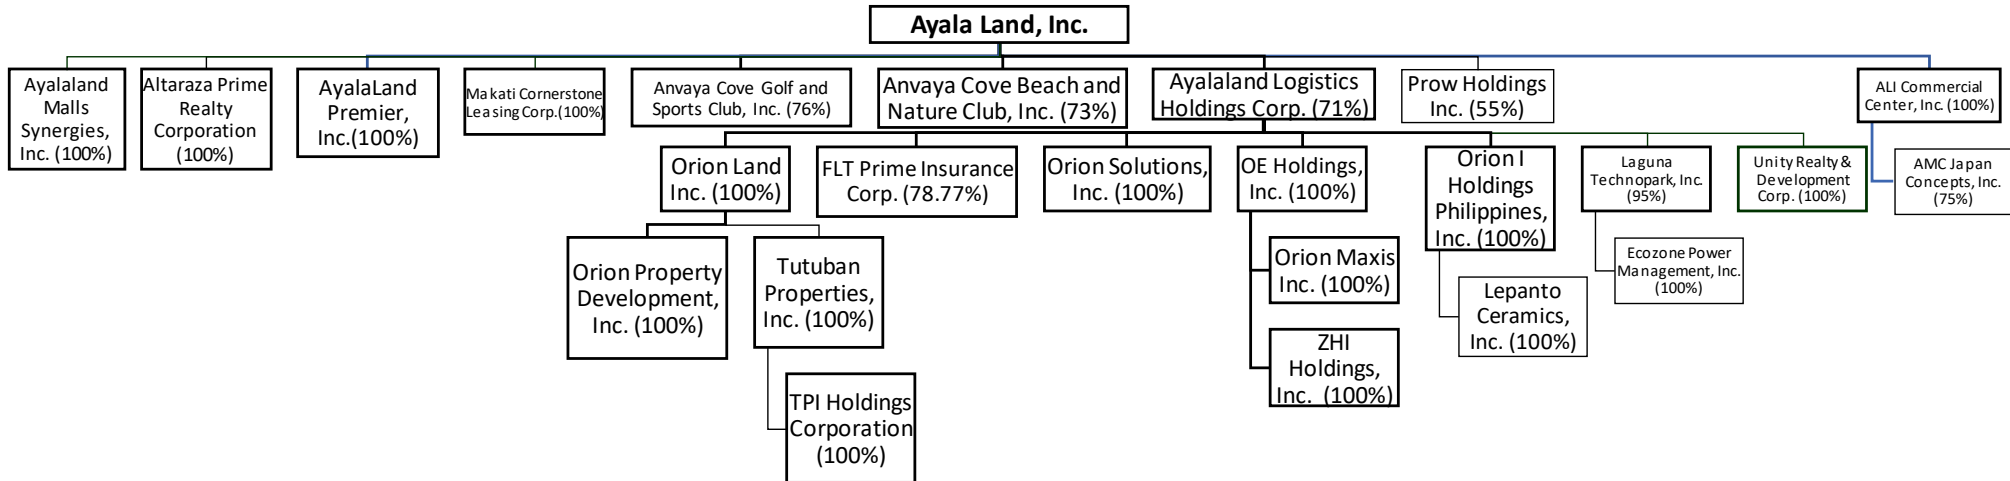 Ayala Land, Inc.
Ayalaland
Malls
Synergies,
Inc. (100%)
Altaraza Prime
Realty
Corporation
(100%)
AyalaLand
Premier,
Inc.(100%)
Makati Cornerstone
Leasing Corp.(100%)
Anvaya Cove Golf and
Sports Club, Inc. (76%)
Anvaya Cove Beach and
Nature Club, Inc. (73%)
Ayalaland Logistics
Holdings Corp. (71%)
Prow Holdings
Inc. (55%)
ALI Commercial
Center, Inc. (100%)
Orion Land
Inc. (100%)
FLT Prime Insurance
Corp. (78.77%)
Orion Solutions,
Inc. (100%)
OE Holdings,
Inc. (100%)
Orion I
Holdings
Philippines,
Inc. (100%)
Laguna
Technopark, Inc.
(95%)
Unity Realty &
Development
Corp. (100%)
AMC Japan
Concepts, Inc.
(75%)
Orion Property
Development,
Inc. (100%)
Tutuban
Properties,
Inc. (100%)
Orion Maxis
Inc. (100%)
Ecozone Power
Management, Inc.
(100%)
Lepanto
Ceramics,
Inc. (100%)
ZHI
Holdings,
Inc. (100%)
TPI Holdings
Corporation
(100%)